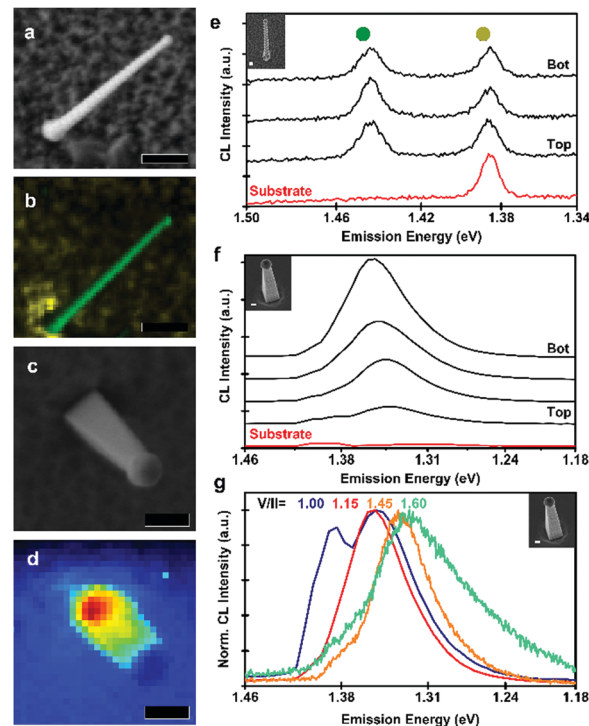 a
b
c
d
e
CL Intensity (a.u.)
Bot
Top
Substrate
1.50 1.46 1.42 1.38 1.34
Emission Energy (eV)
f
CL Intensity (a.u.)
Bot
Top
Substrate
1.46 1.35 1.31 1.24 1.18
Emission Energy (eV)
g
V/II= 1.00 1.15 1.45 1.60
Norm. CL Intensity (a.u.)
1.46 1.38 1.31 1.24 1.18
Emission Energy (eV)